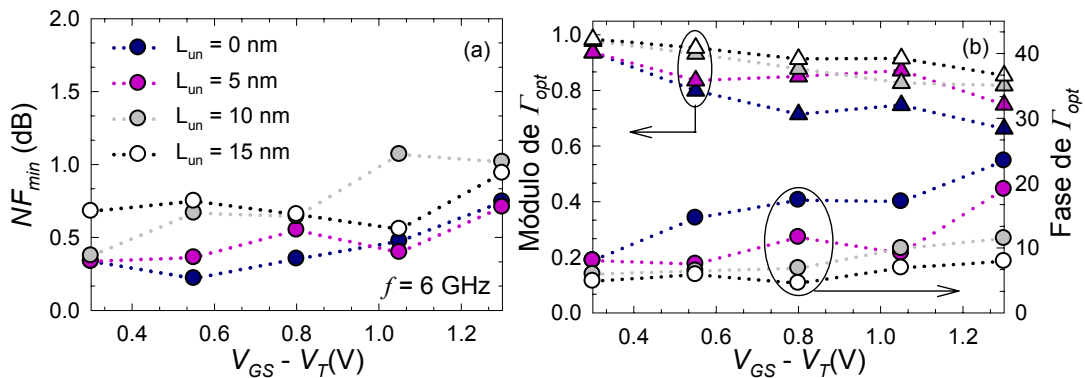 2.0
1.5
1.0
0.5
0.0
NF_min (dB)
L_un = 0 nm
L_un = 5 nm
L_un = 10 nm
L_un = 15 nm
(a)
f = 6 GHz
0.4 0.6 0.8 1.0 1.2
V_GS - V_T(V)
1.0
0.8
0.6
0.4
0.2
0.0
Módulo de Γ_opt
(b)
40
30
20
10
0
Fase de Γ_opt
0.4 0.6 0.8 1.0 1.2
V_GS - V_T(V)